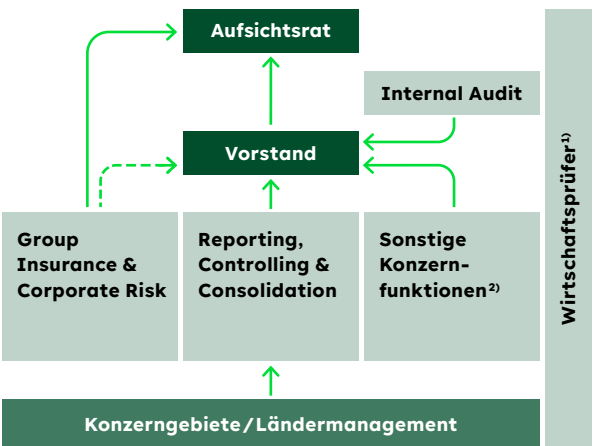 Aufsichtsrat
Internal Audit
Vorstand
Group
Insurance &
Corporate Risk
Reporting,
Controlling &
Consolidation
Sonstige
Konzern-
funktionen²⁾
Konzerngebiete/Ländermanagement
Wirtschaftsprüfer¹⁾